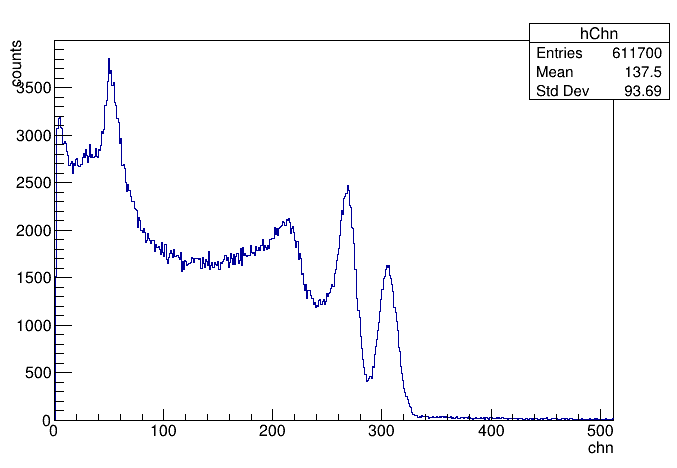 hChn
Entries 611700
Mean 137.5
Std Dev 93.69
counts
3500
3000
2500
2000
1500
1000
500
0
0 100 200 300 400 500
chn